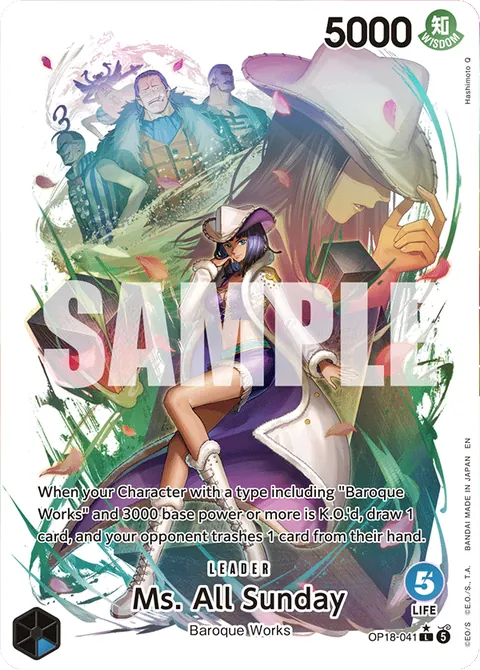 5000
知
WISDOM
Hashimoto Q
SAMPLE
When your Character with a type including "Baroque
Works" and 3000 base power or more is K.O.'d, draw 1
card, and your opponent trashes 1 card from their hand.
LEADER
Ms. All Sunday
Baroque Works
5
LIFE
OP18-041 L 5
©E.O./S ©E.O./S., T.A. BANDAI MADE IN JAPAN EN